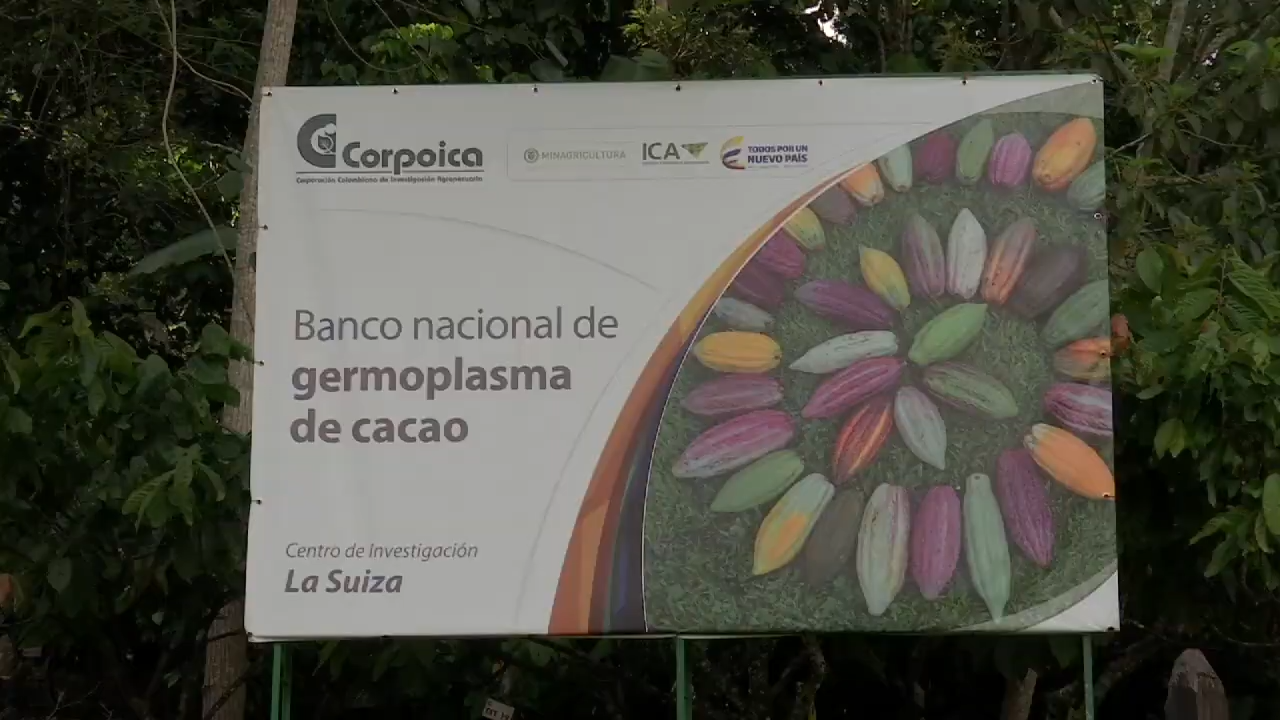 Corpoica
Corporación Colombiana de Investigación Agropecuaria
MINAGRICULTURA
ICA
TODOS POR UN
NUEVO PAÍS
Banco nacional de
germoplasma
de cacao
Centro de Investigación
La Suiza